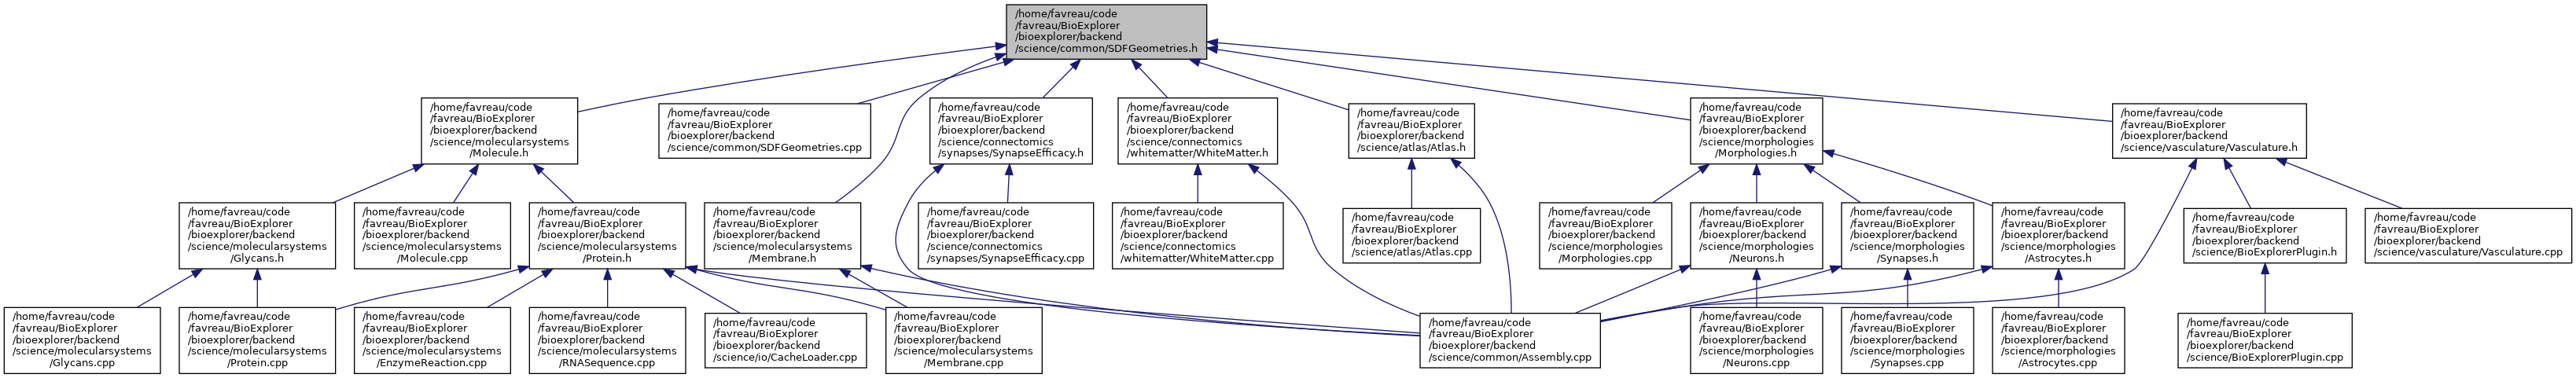 /home/favreau/code
/favreau/BioExplorer
/bioexplorer/backend
/science/common/SDFGeometries.h
/home/favreau/code
/favreau/BioExplorer
/bioexplorer/backend
/science/molecularsystems
/Molecule.h
/home/favreau/code
/favreau/BioExplorer
/bioexplorer/backend
/science/common/SDFGeometries.cpp
/home/favreau/code
/favreau/BioExplorer
/bioexplorer/backend
/science/connectomics
/synapses/SynapseEfficacy.h
/home/favreau/code
/favreau/BioExplorer
/bioexplorer/backend
/science/connectomics
/whitematter/WhiteMatter.h
/home/favreau/code
/favreau/BioExplorer
/bioexplorer/backend
/science/atlas/Atlas.h
/home/favreau/code
/favreau/BioExplorer
/bioexplorer/backend
/science/morphologies
/Morphologies.h
/home/favreau/code
/favreau/BioExplorer
/bioexplorer/backend
/science/vasculature/Vasculature.h
/home/favreau/code
/favreau/BioExplorer
/bioexplorer/backend
/science/molecularsystems
/Glycans.h
/home/favreau/code
/favreau/BioExplorer
/bioexplorer/backend
/science/molecularsystems
/Molecule.cpp
/home/favreau/code
/favreau/BioExplorer
/bioexplorer/backend
/science/molecularsystems
/Protein.h
/home/favreau/code
/favreau/BioExplorer
/bioexplorer/backend
/science/molecularsystems
/Membrane.h
/home/favreau/code
/favreau/BioExplorer
/bioexplorer/backend
/science/connectomics
/synapses/SynapseEfficacy.cpp
/home/favreau/code
/favreau/BioExplorer
/bioexplorer/backend
/science/connectomics
/whitematter/WhiteMatter.cpp
/home/favreau/code
/favreau/BioExplorer
/bioexplorer/backend
/science/atlas/Atlas.cpp
/home/favreau/code
/favreau/BioExplorer
/bioexplorer/backend
/science/morphologies
/Morphologies.cpp
/home/favreau/code
/favreau/BioExplorer
/bioexplorer/backend
/science/morphologies
/Neurons.h
/home/favreau/code
/favreau/BioExplorer
/bioexplorer/backend
/science/morphologies
/Synapses.h
/home/favreau/code
/favreau/BioExplorer
/bioexplorer/backend
/science/morphologies
/Astrocytes.h
/home/favreau/code
/favreau/BioExplorer
/bioexplorer/backend
/science/BioExplorerPlugin.h
/home/favreau/code
/favreau/BioExplorer
/bioexplorer/backend
/science/vasculature/Vasculature.cpp
/home/favreau/code
/favreau/BioExplorer
/bioexplorer/backend
/science/molecularsystems
/Glycans.cpp
/home/favreau/code
/favreau/BioExplorer
/bioexplorer/backend
/science/molecularsystems
/Protein.cpp
/home/favreau/code
/favreau/BioExplorer
/bioexplorer/backend
/science/molecularsystems
/EnzymeReaction.cpp
/home/favreau/code
/favreau/BioExplorer
/bioexplorer/backend
/science/molecularsystems
/RNASequence.cpp
/home/favreau/code
/favreau/BioExplorer
/bioexplorer/backend
/science/io/CacheLoader.cpp
/home/favreau/code
/favreau/BioExplorer
/bioexplorer/backend
/science/molecularsystems
/Membrane.cpp
/home/favreau/code
/favreau/BioExplorer
/bioexplorer/backend
/science/common/Assembly.cpp
/home/favreau/code
/favreau/BioExplorer
/bioexplorer/backend
/science/morphologies
/Neurons.cpp
/home/favreau/code
/favreau/BioExplorer
/bioexplorer/backend
/science/morphologies
/Synapses.cpp
/home/favreau/code
/favreau/BioExplorer
/bioexplorer/backend
/science/morphologies
/Astrocytes.cpp
/home/favreau/code
/favreau/BioExplorer
/bioexplorer/backend
/science/BioExplorerPlugin.cpp